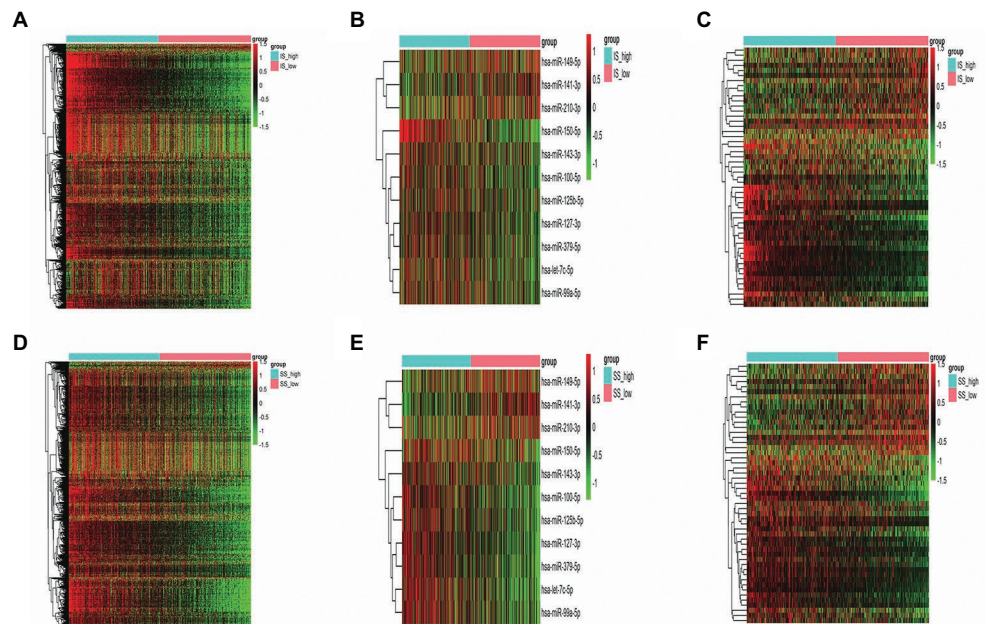 A
group
1.5
1
0.5
0
-0.5
-1
-1.5
group
IS_high
IS_low
B
group
hsa-miR-149-5p
hsa-miR-141-3p
hsa-miR-210-3p
hsa-miR-150-5p
hsa-miR-143-3p
hsa-miR-100-5p
hsa-miR-125b-5p
hsa-miR-127-3p
hsa-miR-379-5p
hsa-let-7c-5p
hsa-miR-99a-5p
1
0.5
0
-0.5
-1
group
IS_high
IS_low
C
group
1.5
1
0.5
0
-0.5
-1
-1.5
group
IS_high
IS_low
D
group
1.5
1
0.5
0
-0.5
-1
-1.5
group
SS_high
SS_low
E
group
hsa-miR-149-5p
hsa-miR-141-3p
hsa-miR-210-3p
hsa-miR-150-5p
hsa-miR-143-3p
hsa-miR-100-5p
hsa-miR-125b-5p
hsa-miR-127-3p
hsa-miR-379-5p
hsa-let-7c-5p
hsa-miR-99a-5p
1
0.5
0
-0.5
-1
group
SS_high
SS_low
F
group
1.5
1
0.5
0
-0.5
-1
-1.5
group
SS_high
SS_low